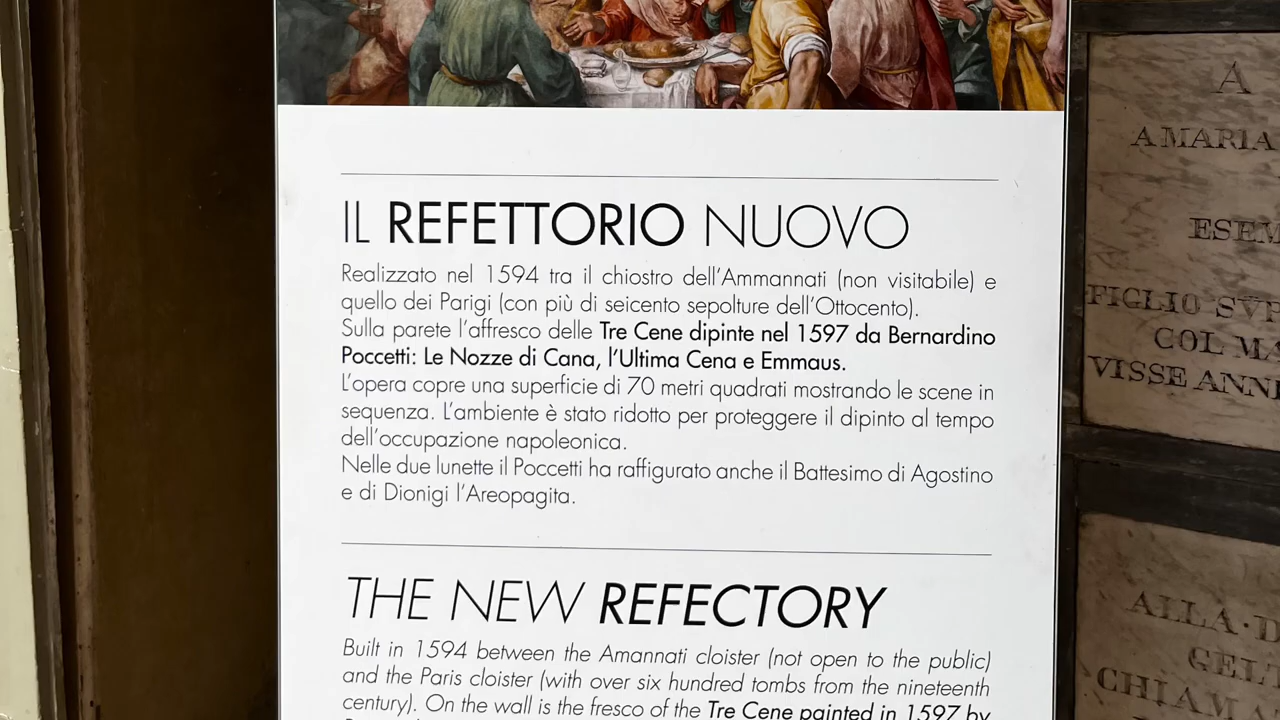 IL REFETTORIO NUOVO
Realizzato nel 1594 tra il chiostro dell'Ammannati (non visitabile) e
quello dei Parigi (con più di seicento sepolture dell'Ottocento).
Sulla parete l'affresco delle Tre Cene dipinte nel 1597 da Bernardino
Poccetti: Le Nozze di Cana, l'Ultima Cena e Emmaus.
L'opera copre una superficie di 70 metri quadrati mostrando le scene in
sequenza. L'ambiente è stato ridotto per proteggere il dipinto al tempo
dell'occupazione napoleonica.
Nelle due lunette il Poccetti ha raffigurato anche il Battesimo di Agostino
e di Dionigi l'Areopagita.
THE NEW REFECTORY
Built in 1594 between the Amannati cloister (not open to the public)
and the Paris cloister (with over six hundred tombs from the nineteenth
century). On the wall is the fresco of the Tre Cene painted in 1597 by
A
A MARIA
ESEM
FIGLIO SVP
COL MA
VISSE ANNI
ALLA·D
GELT
CHIAMA